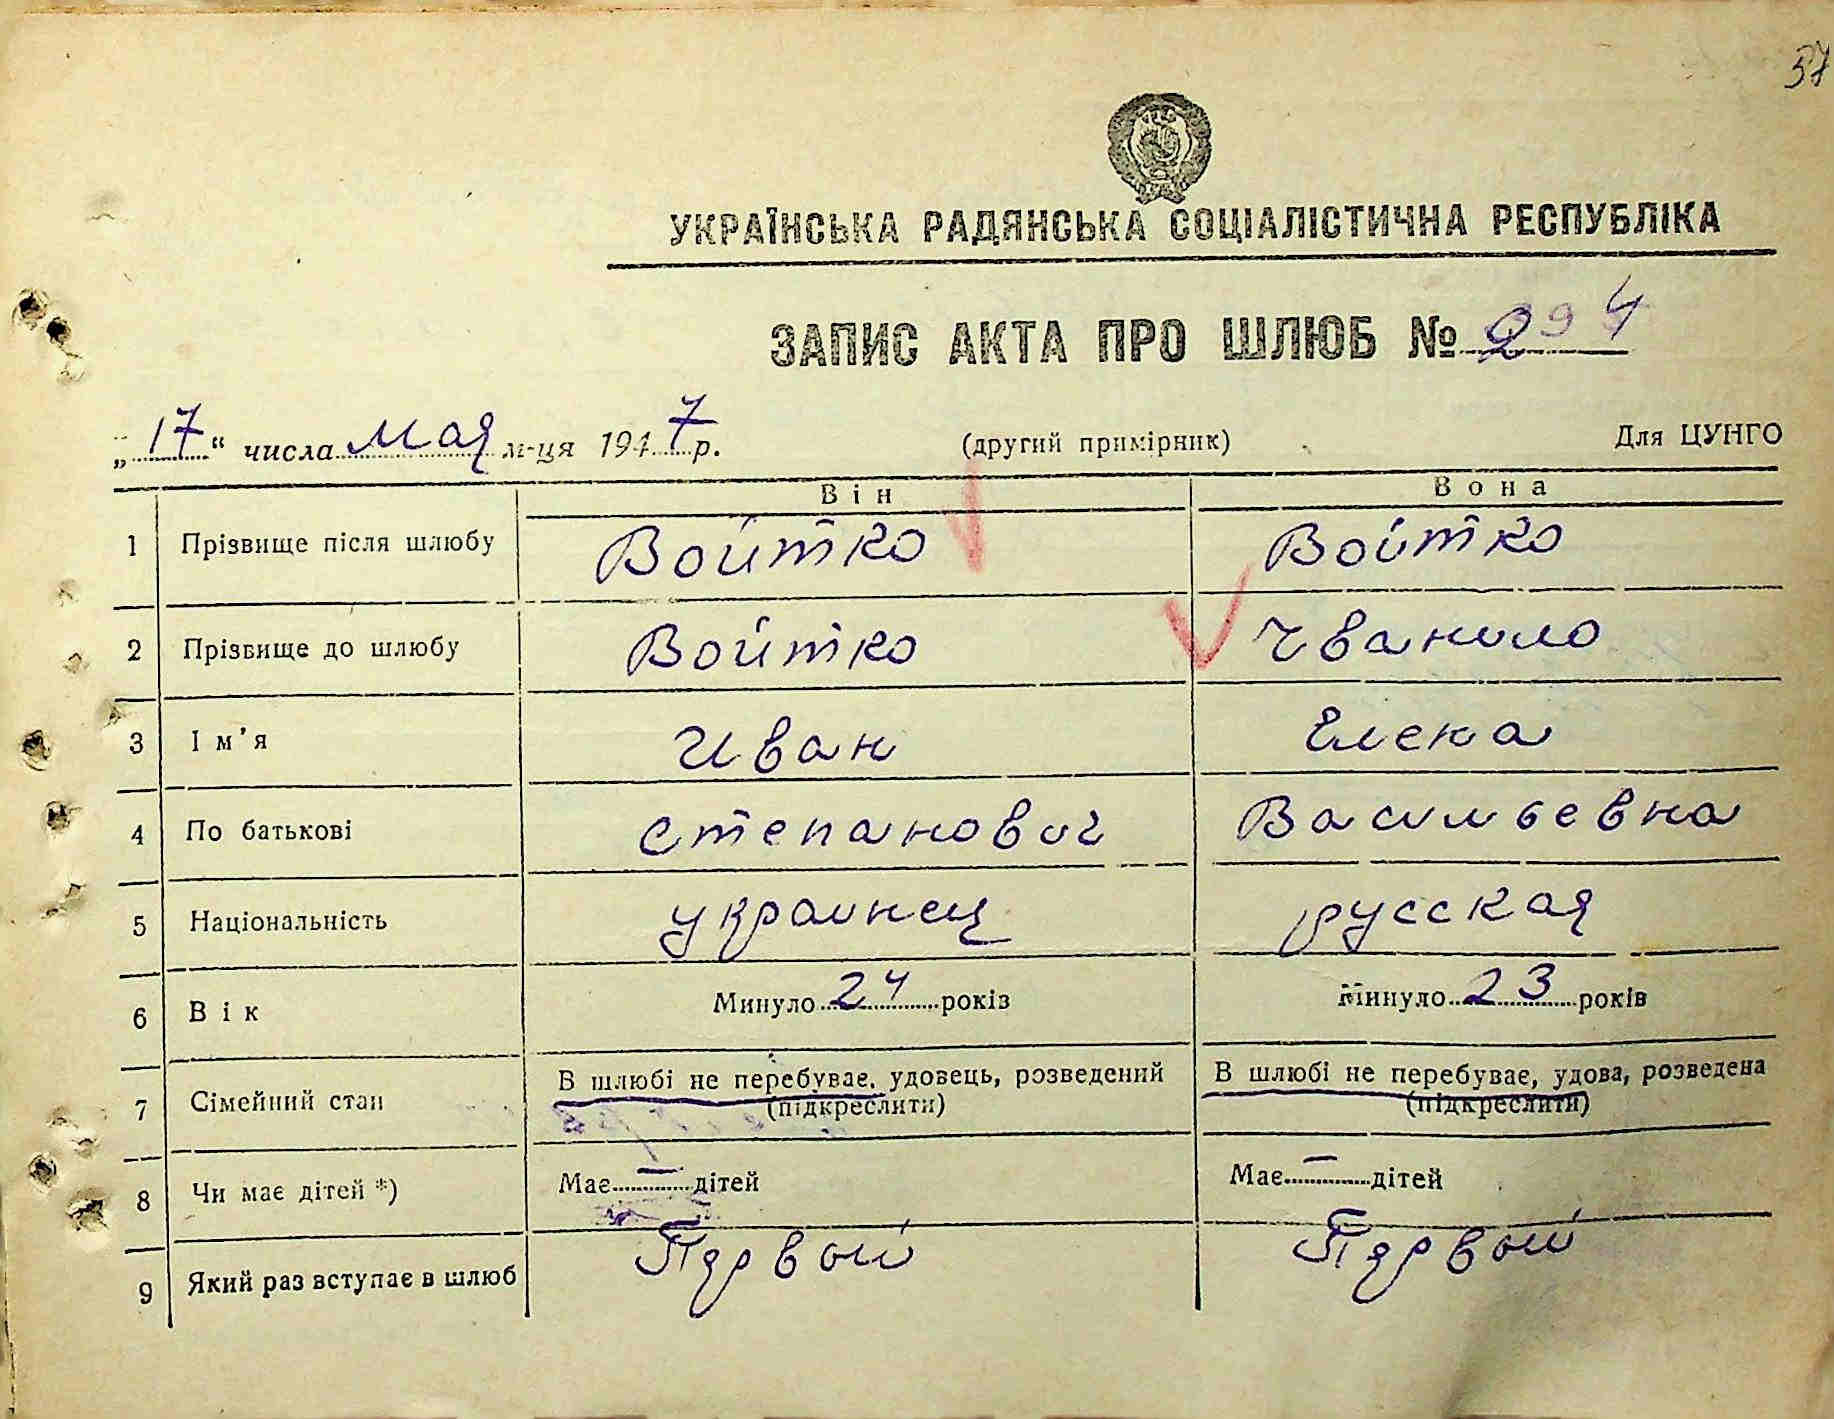 37
УКРАЇНСЬКА РАДЯНСЬКА СОЦІАЛІСТИЧНА РЕСПУБЛІКА
ЗАПИС АКТА ПРО ШЛЮБ № 294
„17“ числа мая м-ця 1947 р. (другий примірник) Для ЦУНГО
Він Вона
1 Прізвище після шлюбу Войтко Войтко
2 Прізвище до шлюбу Войтко Чванило
3 Ім'я Иван Елена
4 По батькові Степанович Васильевна
5 Національність украинец русская
6 Вік Минуло 24 років Минуло 23 років
7 Сімейний стан В шлюбі не перебуває, удовець, розведений В шлюбі не перебуває, удова, розведена
(підкреслити) (підкреслити)
8 Чи має дітей *) Має — дітей Має — дітей
9 Який раз вступає в шлюб Первый Первый